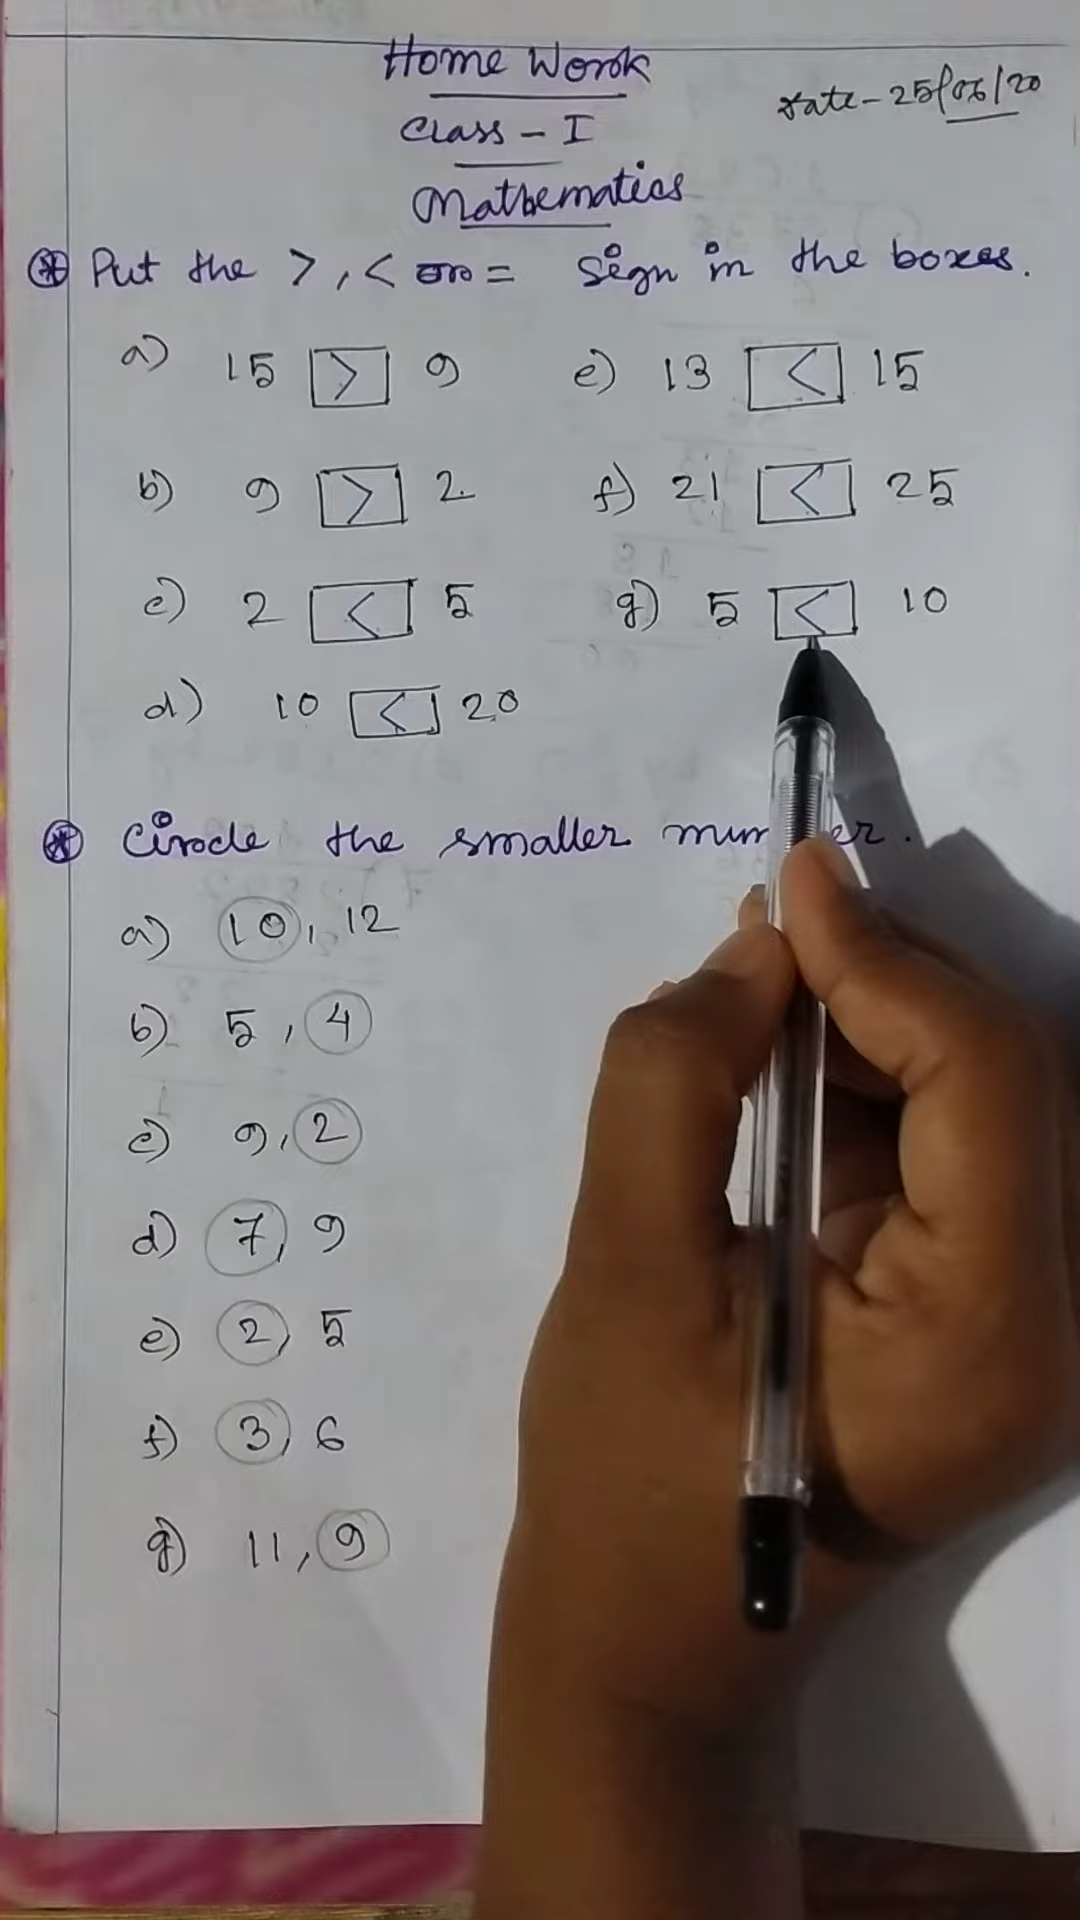 Home Work
Date - 25/06/20
Class - I
Mathematics
Put the >, < or = sign in the boxes.
a) 15 > 9
e) 13 < 15
b) 9 > 2
f) 21 < 25
c) 2 < 5
g) 5 < 10
d) 10 < 20
Circle the smaller
a) 10, 12
b) 5, 4
c) 9, 2
d) 7, 9
e) 2, 5
f) 3, 6
g) 11, 9